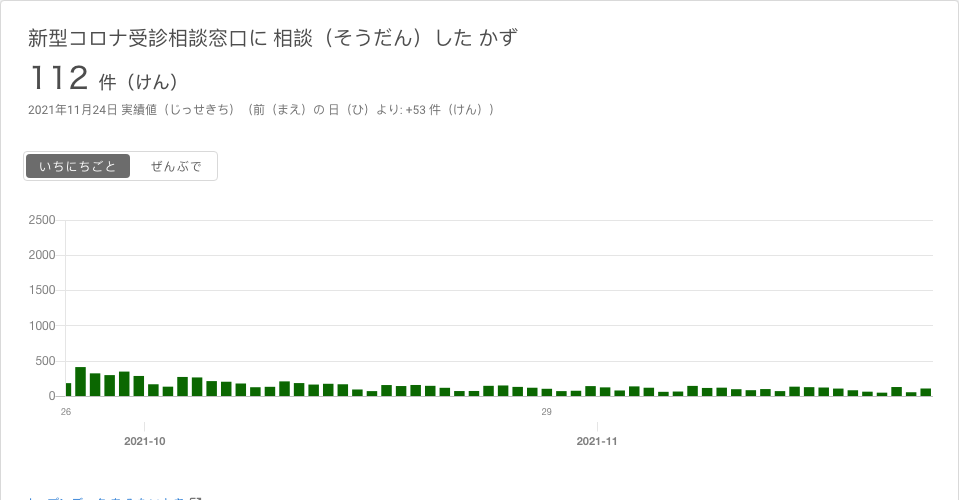 新型コロナ受診相談窓口に 相談（そうだん）した かず
112 件（けん）
2021年11月24日 実績値（じっせきち）（前（まえ）の 日（ひ）より: +53 件（けん））
いちにちごと ぜんぶで
2500
2000
1500
1000
500
0
26 29
2021-10 2021-11